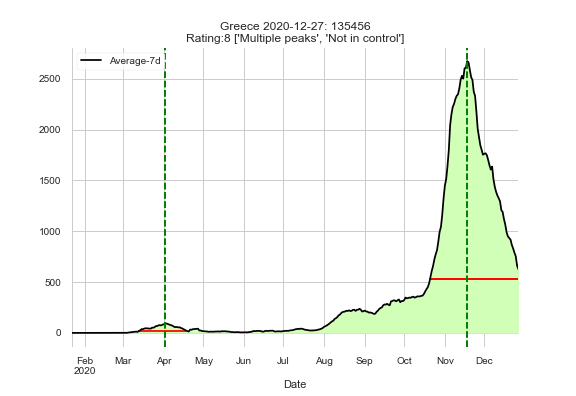 Greece 2020-12-27: 135456
Rating:8 ['Multiple peaks', 'Not in control']
Average-7d
2500
2000
1500
1000
500
0
Feb Mar Apr May Jun Jul Aug Sep Oct Nov Dec
2020
Date